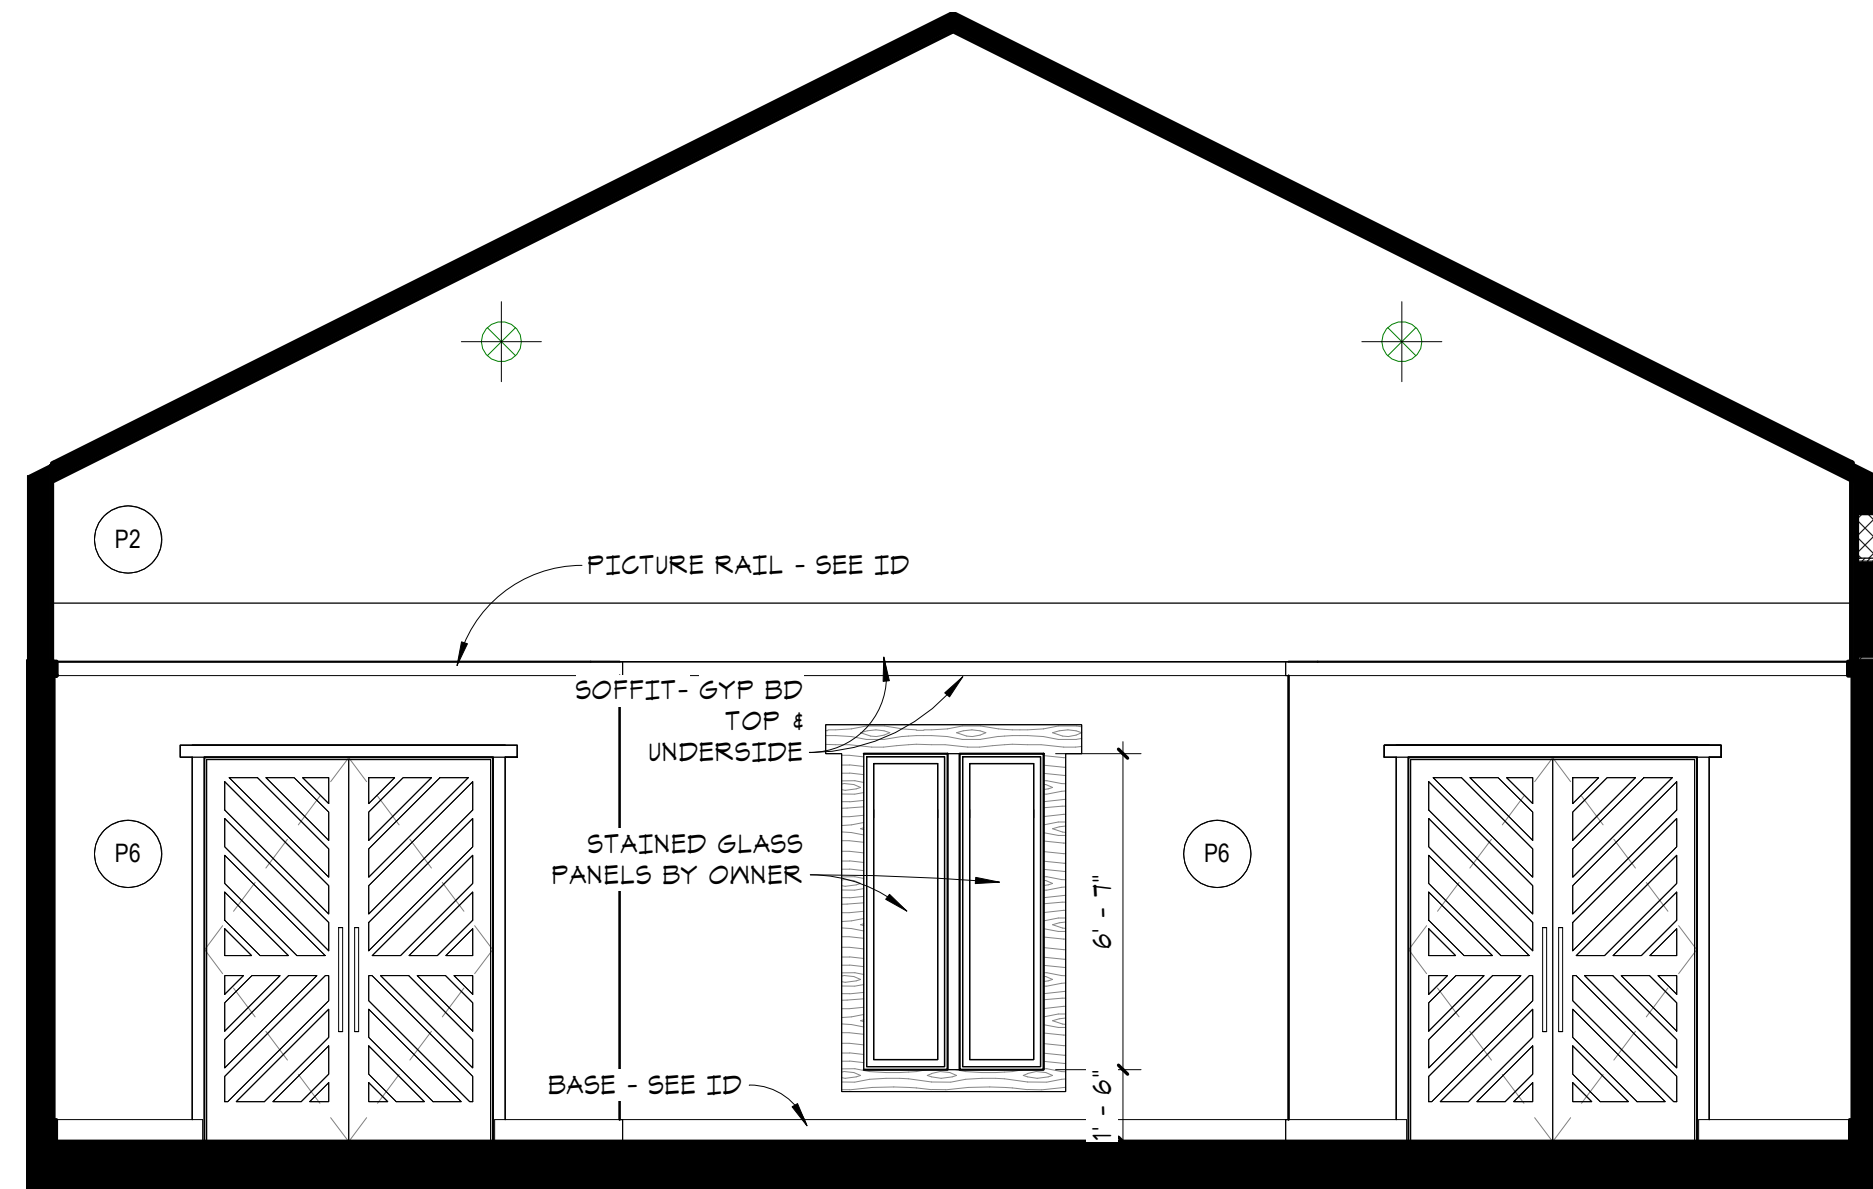 P2
PICTURE RAIL - SEE ID
SOFFIT- GYP BD
TOP &
UNDERSIDE
P6
STAINED GLASS
PANELS BY OWNER
P6
6' - 7"
BASE - SEE ID
1' - 6"